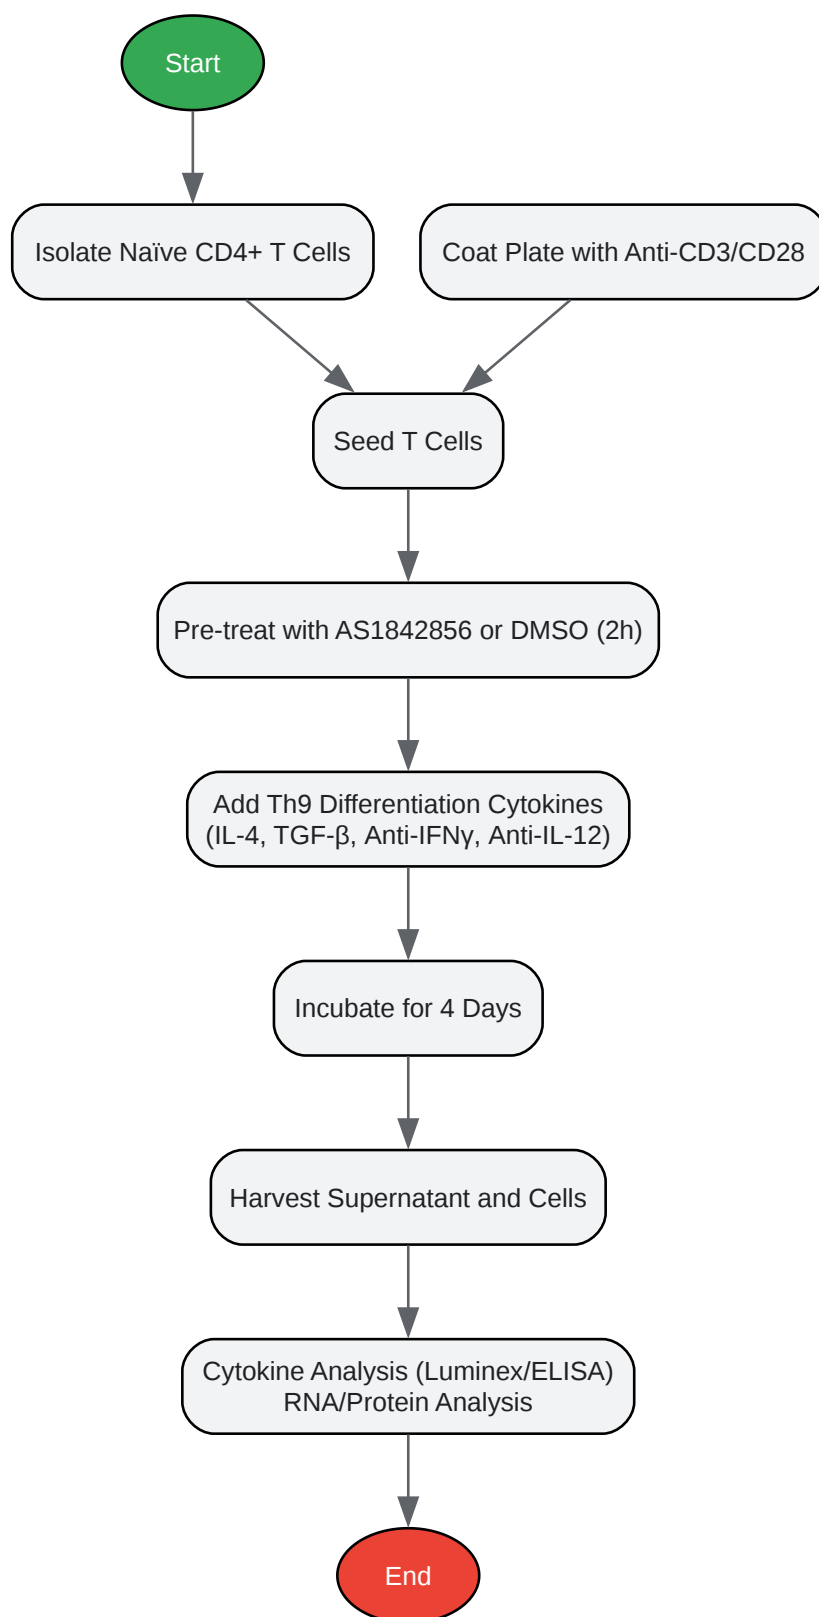 Start
Isolate Naïve CD4+ T Cells
Coat Plate with Anti-CD3/CD28
Seed T Cells
Pre-treat with AS1842856 or DMSO (2h)
Add Th9 Differentiation Cytokines
(IL-4, TGF-β, Anti-IFNγ, Anti-IL-12)
Incubate for 4 Days
Harvest Supernatant and Cells
Cytokine Analysis (Luminex/ELISA)
RNA/Protein Analysis
End